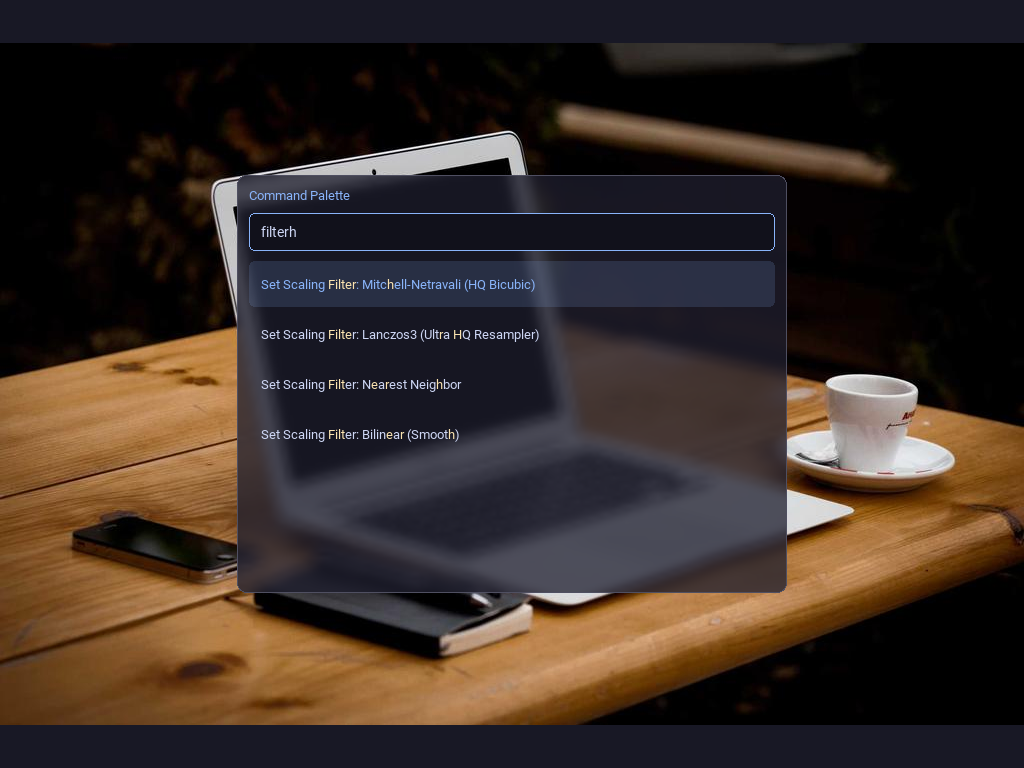 Command Palette
filterh
Set Scaling Filter: Mitchell-Netravali (HQ Bicubic)
Set Scaling Filter: Lanczos3 (Ultra HQ Resampler)
Set Scaling Filter: Nearest Neighbor
Set Scaling Filter: Bilinear (Smooth)